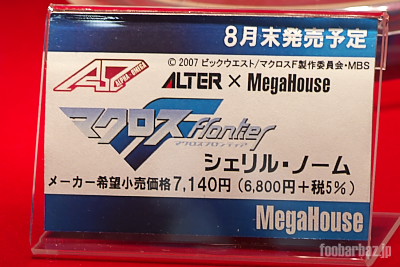 8月末発売予定
© 2007 ビックウエスト/マクロスF製作委員会・MBS
ALPHA×OMEGA
ALTER × MegaHouse
マクロスFrontier
マクロスフロンティア
シェリル・ノーム
メーカー希望小売価格7,140円(6,800円+税5%)
MegaHouse
foobarbaz.jp